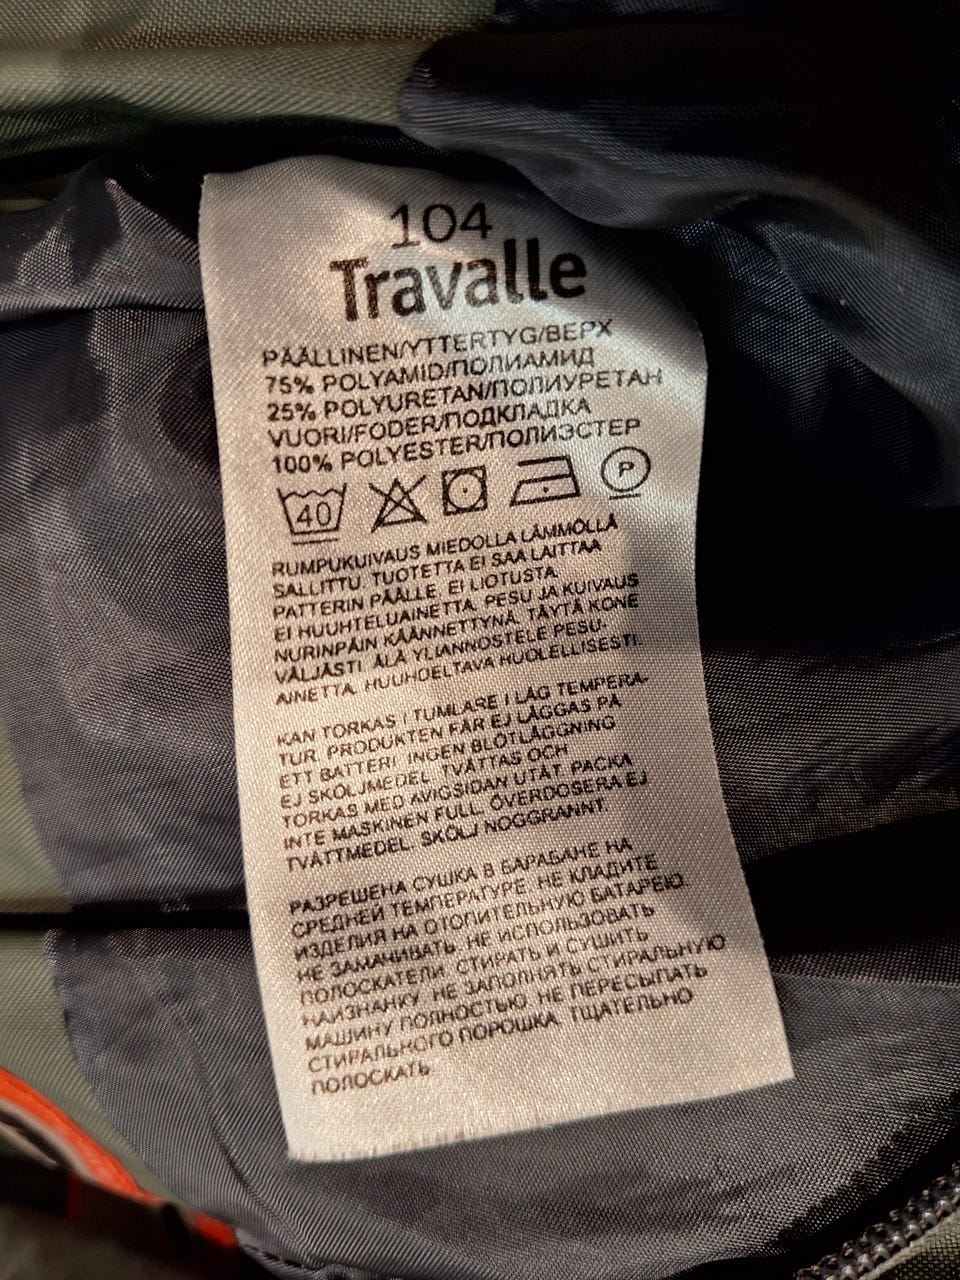 104
Travalle
PÄÄLLINEN/YTTERTYG/ВЕРХ
75% POLYAMID/ПОЛИАМИД
25% POLYURETAN/ПОЛИУРЕТАН
VUORI/FODER/ПОДКЛАДКА
100% POLYESTER/ПОЛИЭСТЕР
40 P
RUMPUKUIVAUS MIEDOLLA LÄMMÖLLÄ
SALLITTU. TUOTETTA EI SAA LAITTAA
PATTERIN PÄÄLLE. EI LIOTUSTA.
EI HUUHTELUAINETTA. PESU JA KUIVAUS
NURINPÄIN KÄÄNNETTYNÄ. TÄYTÄ KONE
VÄLJÄSTI. ÄLÄ YLIANNOSTELE PESU-
AINETTA. HUUHDELTAVA HUOLELLISESTI.
KAN TORKAS I TUMLARE I LÅG TEMPERA-
TUR. PRODUKTEN FÅR EJ LÄGGAS PÅ
ETT BATTERI. INGEN BLÖTLÄGGNING
EJ SKÖLJMEDEL. TVÄTTAS OCH
TORKAS MED AVIGSIDAN UTÅT. PACKA
INTE MASKINEN FULL. ÖVERDOSERA EJ
TVÄTTMEDEL. SKÖLJ NOGGRANNT.
РАЗРЕШЕНА СУШКА В БАРАБАНЕ НА
СРЕДНЕЙ ТЕМПЕРАТУРЕ. НЕ КЛАДИТЕ
ИЗДЕЛИЯ НА ОТОПИТЕЛЬНУЮ БАТАРЕЮ.
НЕ ЗАМАЧИВАТЬ. НЕ ИСПОЛЬЗОВАТЬ
ПОЛОСКАТЕЛИ. СТИРАТЬ И СУШИТЬ
НАИЗНАНКУ. НЕ ЗАПОЛНЯТЬ СТИРАЛЬНУЮ
МАШИНУ ПОЛНОСТЬЮ. НЕ ПЕРЕСЫПАТЬ
СТИРАЛЬНОГО ПОРОШКА. ТЩАТЕЛЬНО
ПОЛОСКАТЬ.